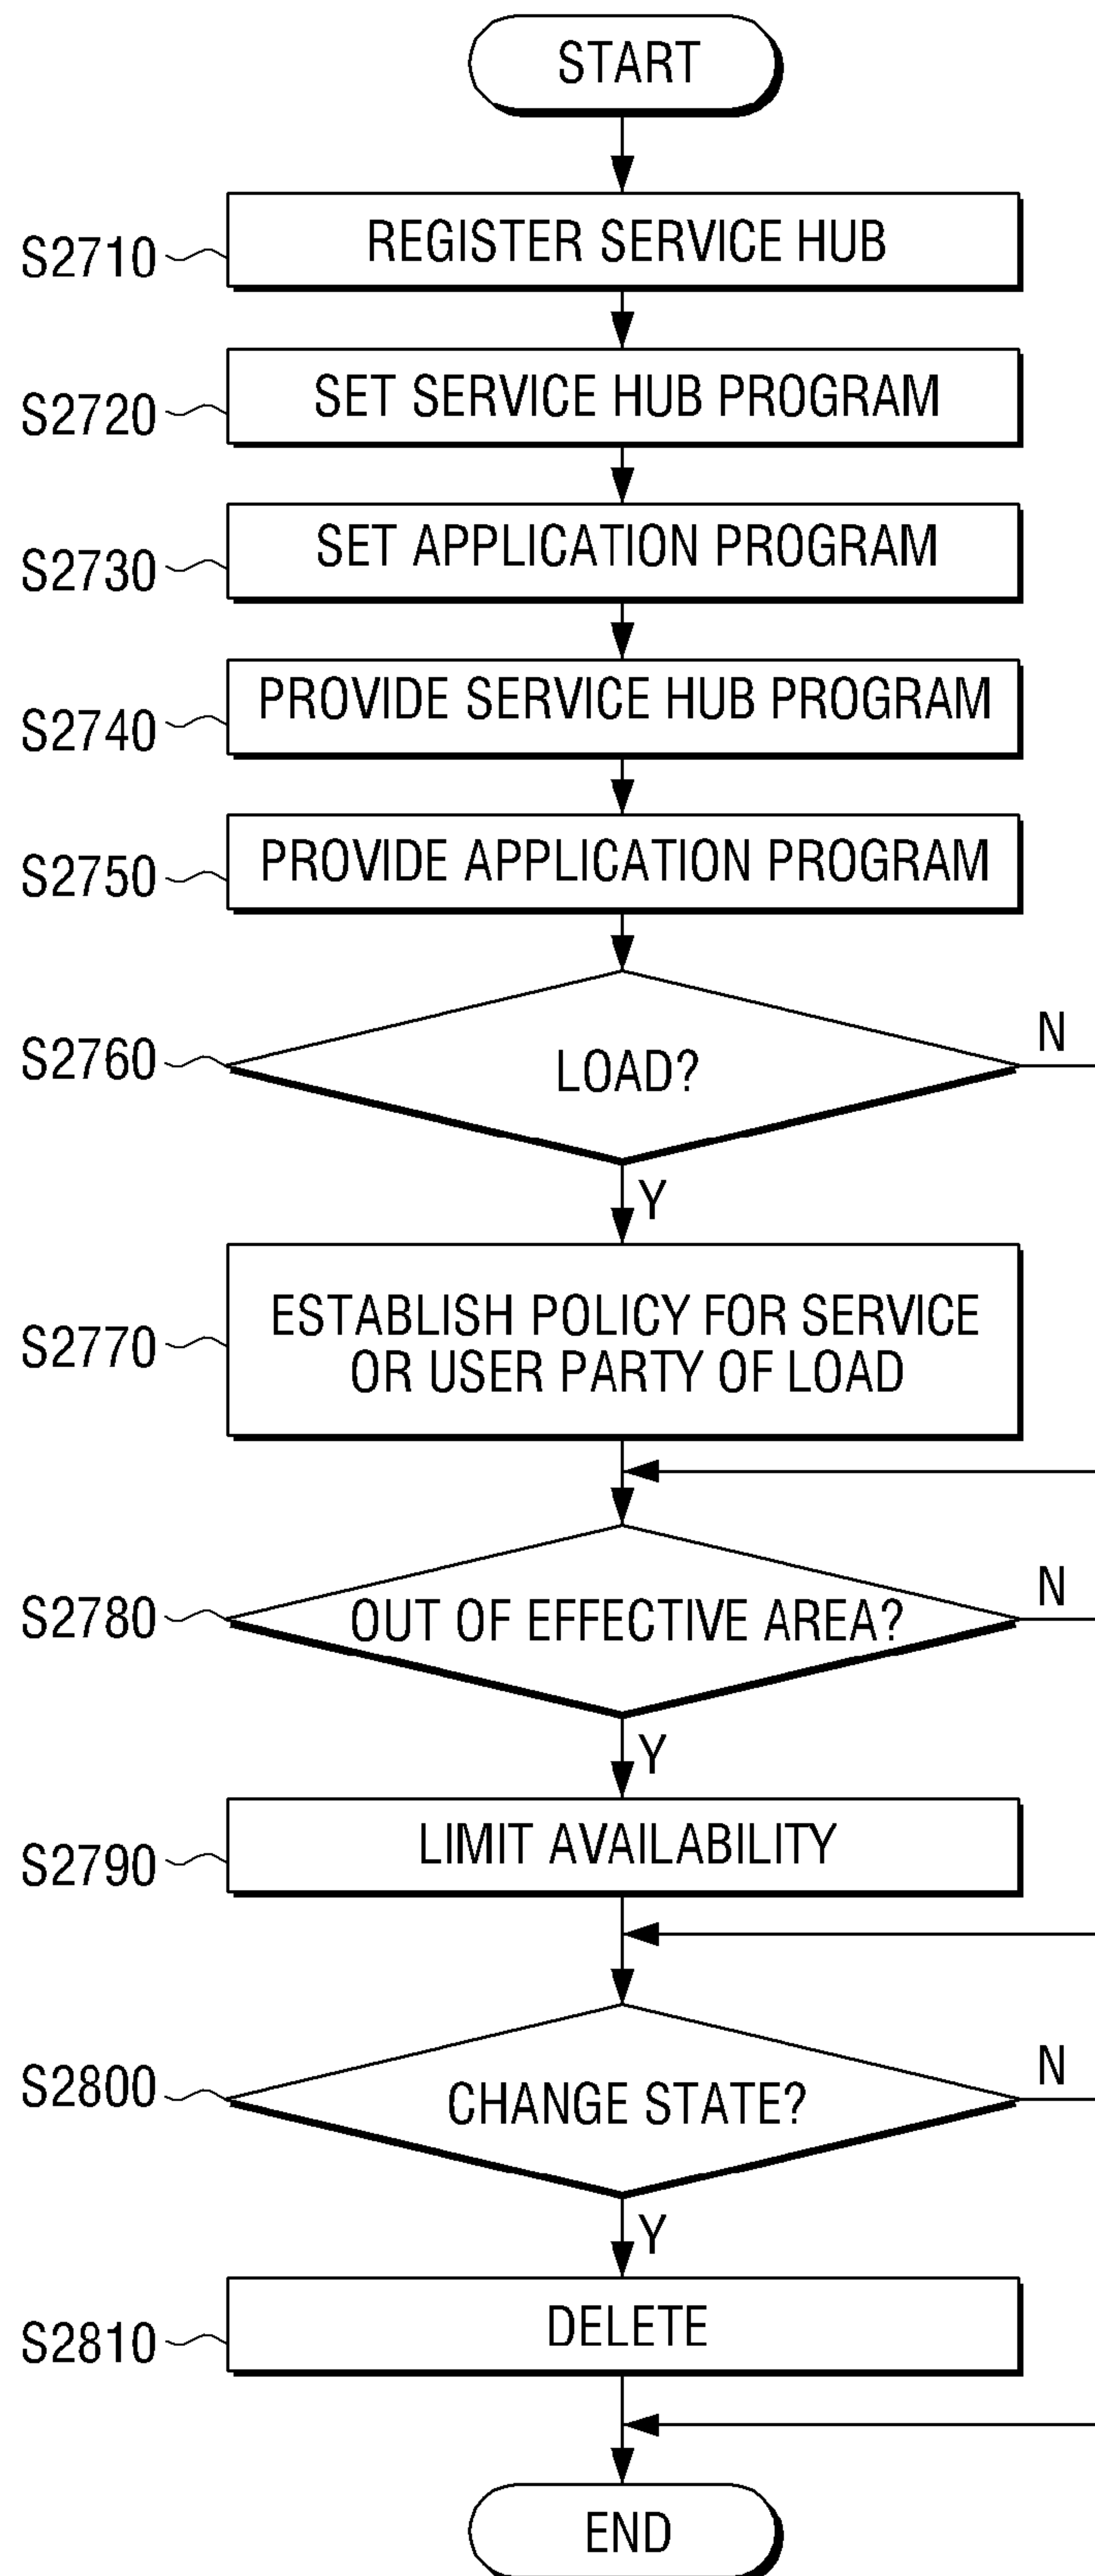 START
S2710
REGISTER SERVICE HUB
S2720
SET SERVICE HUB PROGRAM
S2730
SET APPLICATION PROGRAM
S2740
PROVIDE SERVICE HUB PROGRAM
S2750
PROVIDE APPLICATION PROGRAM
S2760
LOAD?
N
Y
S2770
ESTABLISH POLICY FOR SERVICE
OR USER PARTY OF LOAD
S2780
OUT OF EFFECTIVE AREA?
N
Y
S2790
LIMIT AVAILABILITY
S2800
CHANGE STATE?
N
Y
S2810
DELETE
END